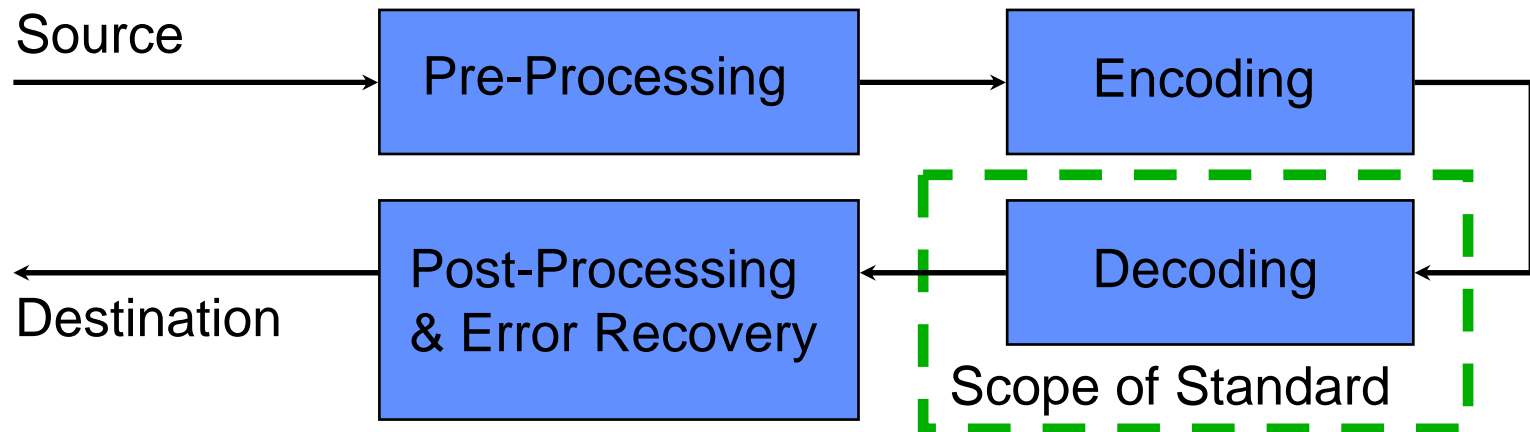 Source
Pre-Processing
Encoding
Post-Processing
& Error Recovery
Decoding
Destination
Scope of Standard